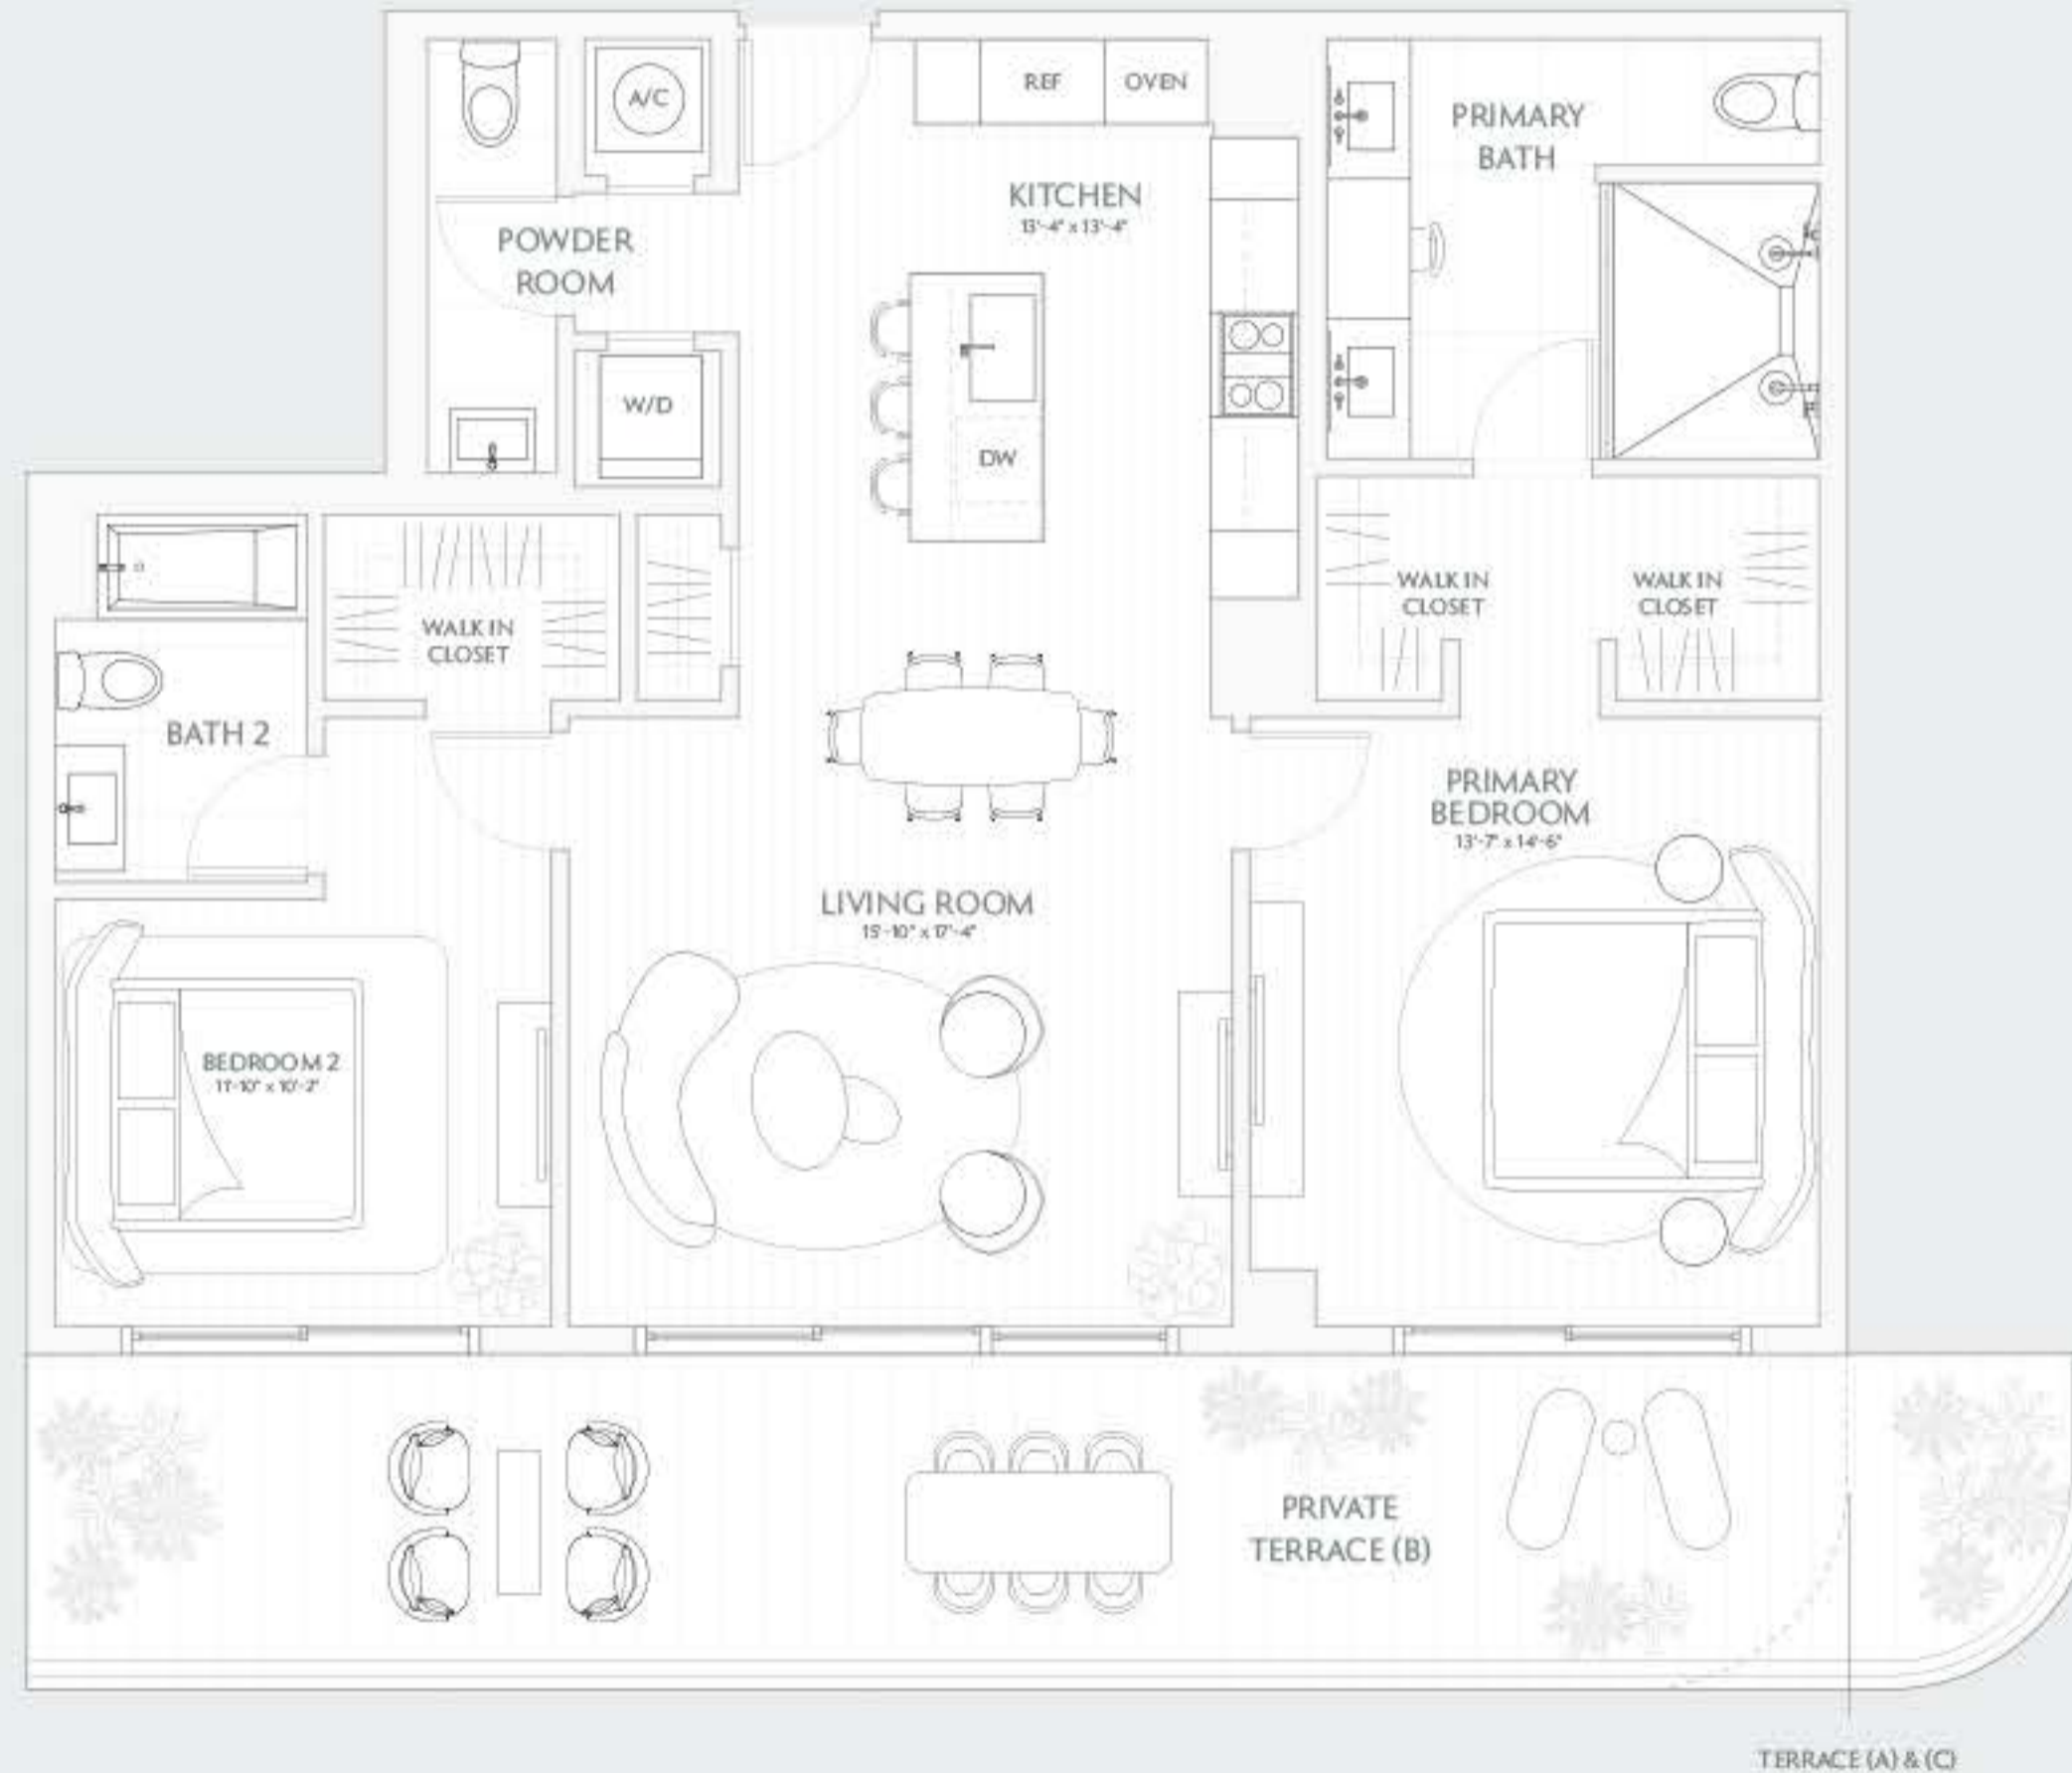 A/C
REF
OVEN
PRIMARY
BATH
KITCHEN
13'-4" x 13'-4"
POWDER
ROOM
W/D
DW
WALK IN
CLOSET
WALK IN
CLOSET
WALK IN
CLOSET
BATH 2
PRIMARY
BEDROOM
13'-7" x 14'-6"
LIVING ROOM
15'-10" x 17'-4"
BEDROOM 2
11'-10" x 10'-2"
PRIVATE
TERRACE (B)
TERRACE (A) & (C)